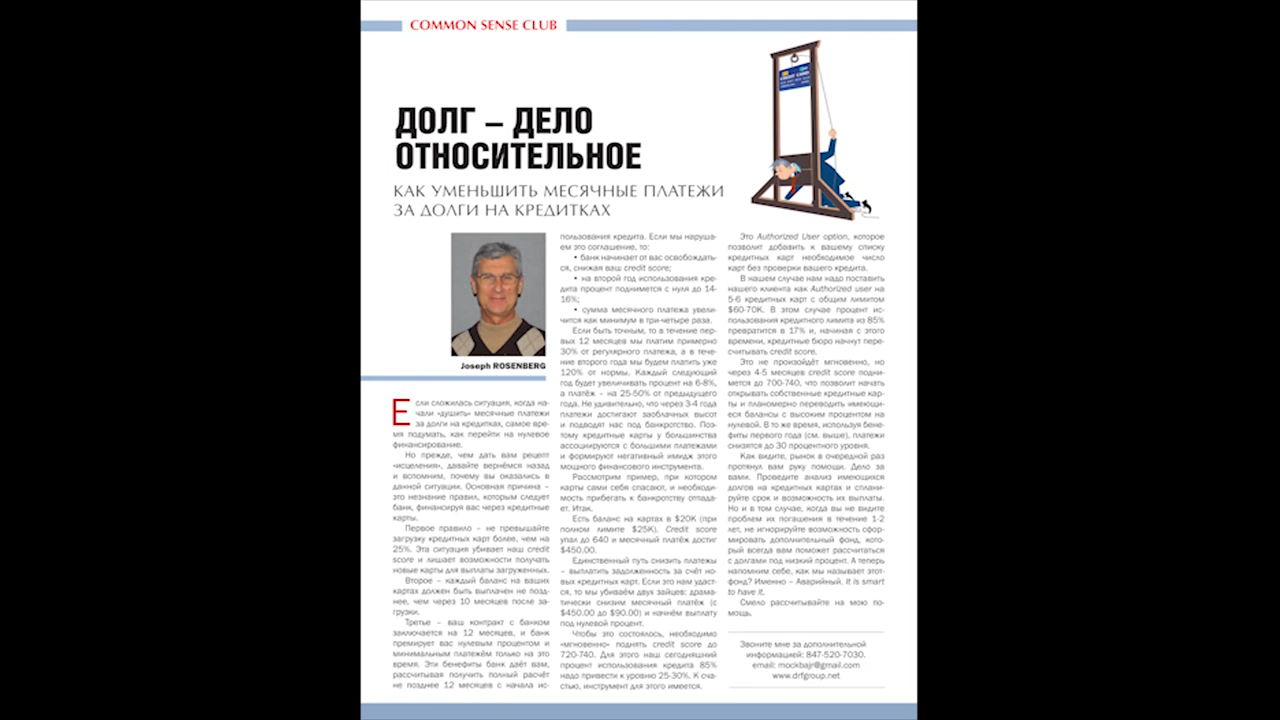 COMMON SENSE CLUB
CREDIT CARD
ДОЛГ – ДЕЛО
ОТНОСИТЕЛЬНОЕ
КАК УМЕНЬШИТЬ МЕСЯЧНЫЕ ПЛАТЕЖИ
ЗА ДОЛГИ НА КРЕДИТКАХ
Joseph ROSENBERG
Если сложилась ситуация, когда на-
чали «душить» месячные платежи
за долги на кредитках, самое вре-
мя подумать, как перейти на нулевое
финансирование.
Но прежде, чем дать вам рецепт
«исцеления», давайте вернёмся назад
и вспомним, почему вы оказались в
данной ситуации. Основная причина –
это незнание правил, которым следует
банк, финансируя вас через кредитные
карты.
Первое правило – не превышайте
загрузку кредитных карт более, чем на
25%. Эта ситуация убивает наш credit
score и лишает возможности получать
новые карты для выплаты загруженных.
Второе – каждый баланс на ваших
картах должен быть выплачен не позд-
нее, чем через 10 месяцев после за-
грузки.
Третье – ваш контракт с банком
заключается на 12 месяцев, и банк
премирует вас нулевым процентом и
минимальным платежём только на это
время. Эти бенефиты банк даёт вам,
рассчитывая получить полный расчёт
не позднее 12 месяцев с начала ис-
пользования кредита. Если мы наруша-
ем это соглашение, то:
• банк начинает от вас освобождать-
ся, снижая ваш credit score;
• на второй год использования кре-
дита процент поднимется с нуля до 14-
16%;
• сумма месячного платежа увели-
чится как минимум в три-четыре раза.
Если быть точным, то в течение пер-
вых 12 месяцев мы платим примерно
30% от регулярного платежа, а в тече-
ние второго года мы будем платить уже
120% от нормы. Каждый следующий
год будет увеличивать процент на 6-8%,
а платёж – на 25-50% от предыдущего
года. Не удивительно, что через 3-4 года
платежи достигают заоблачных высот
и подводят нас под банкротство. Поэ-
тому кредитные карты у большинства
ассоциируются с большими платежами
и формируют негативный имидж этого
мощного финансового инструмента.
Рассмотрим пример, при котором
карты сами себя спасают, и необходи-
мость прибегать к банкротству отпада-
ет. Итак.
Есть баланс на картах в $20K (при
полном лимите $25K). Credit score
упал до 640 и месячный платёж достиг
$450.00.
Единственный путь снизить платежы
– выплатить задолженность за счёт но-
вых кредитных карт. Если это нам удаст-
ся, то мы убиваём двух зайцев: драма-
тически снизим месячный платёж (с
$450.00 до $90.00) и начнём выплату
под нулевой процент.
Чтобы это состоялось, необходимо
«мгновенно» поднять credit score до
720-740. Для этого наш сегодняшний
процент использования кредита 85%
надо привести к уровню 25-30%. К сча-
стью, инструмент для этого имеется.
Это Authorized User option, которое
позволит добавить к вашему списку
кредитных карт необходимое число
карт без проверки вашего кредита.
В нашем случае нам надо поставить
нашего клиента как Authorized user на
5-6 кредитных карт с общим лимитом
$60-70K. В этом случае процент ис-
пользования кредитного лимита из 85%
превратится в 17% и, начиная с этого
времени, кредитные бюро начнут пере-
считывать credit score.
Это не произойдёт мгновенно, но
через 4-5 месяцев credit score подни-
мется до 700-740, что позволит начать
открывать собственные кредитные кар-
ты и планомерно переводить имеющи-
еся балансы с высоким процентом на
нулевой. В то же время, используя бене-
фиты первого года (см. выше), платежи
снизятся до 30 процентного уровня.
Как видите, рынок в очередной раз
протянул вам руку помощи. Дело за
вами. Проведите анализ имеющихся
долгов на кредитных картах и сплани-
руйте срок и возможность их выплаты.
Но и в том случае, когда вы не видите
проблем их погашения в течение 1-2
лет, не игнорируйте возможность сфор-
мировать дополнительный фонд, кото-
рый всегда вам поможет рассчитаться
с долгами под низкий процент. А теперь
напомним себе, как мы называет этот-
фонд? Именно – Аварийный. It is smart
to have it.
Смело рассчитывайте на мою по-
мощь.
Звоните мне за дополнительной
информацией: 847-520-7030.
email: mockbajr@gmail.com
www.drfgroup.net